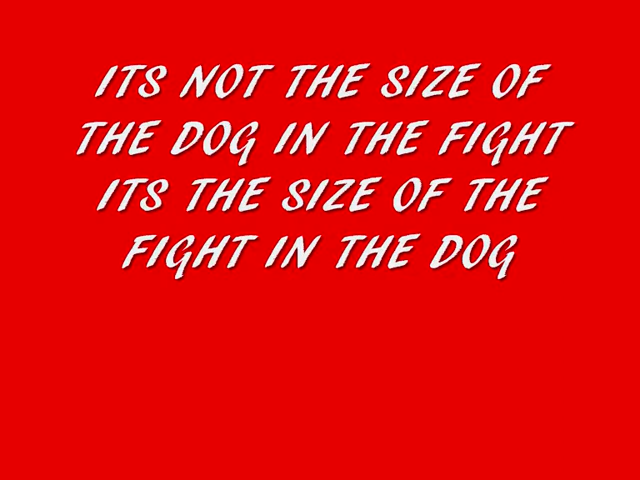 ITS NOT THE SIZE OF
THE DOG IN THE FIGHT
ITS THE SIZE OF THE
FIGHT IN THE DOG